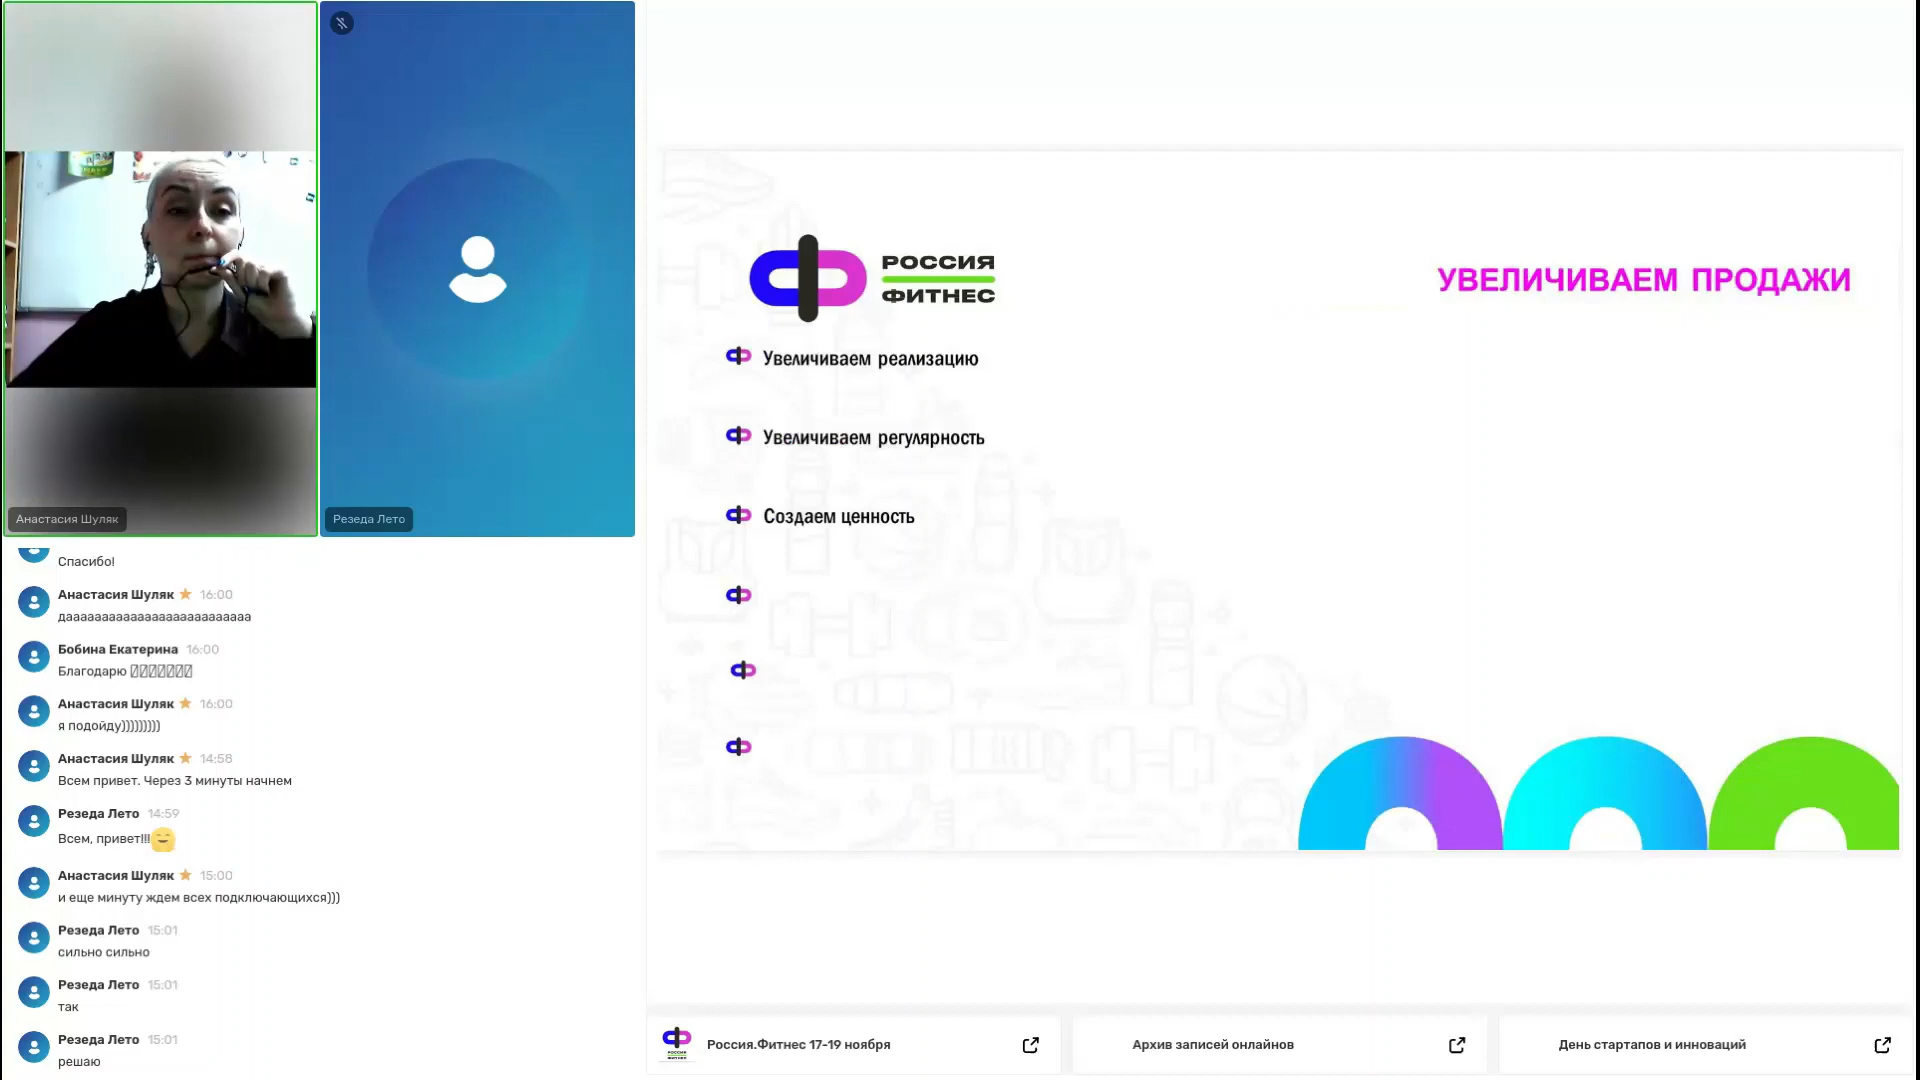 Анастасия Шуляк
Резеда Лето
Спасибо!
Анастасия Шуляк 16:00
даааааааааааааааааааааааааа
Бобина Екатерина 16:00
Благодарю
Анастасия Шуляк 16:00
я подойду)))))))))
Анастасия Шуляк 14:58
Всем привет. Через 3 минуты начнем
Резеда Лето 14:59
Всем, привет!!!
Анастасия Шуляк 15:00
и еще минуту ждем всех подключающихся)))
Резеда Лето 15:01
сильно сильно
Резеда Лето 15:01
так
Резеда Лето 15:01
решаю
РОССИЯ
ФИТНЕС
УВЕЛИЧИВАЕМ ПРОДАЖИ
Увеличиваем реализацию
Увеличиваем регулярность
Создаем ценность
Россия.Фитнес 17-19 ноября
Архив записей онлайнов
День стартапов и инноваций